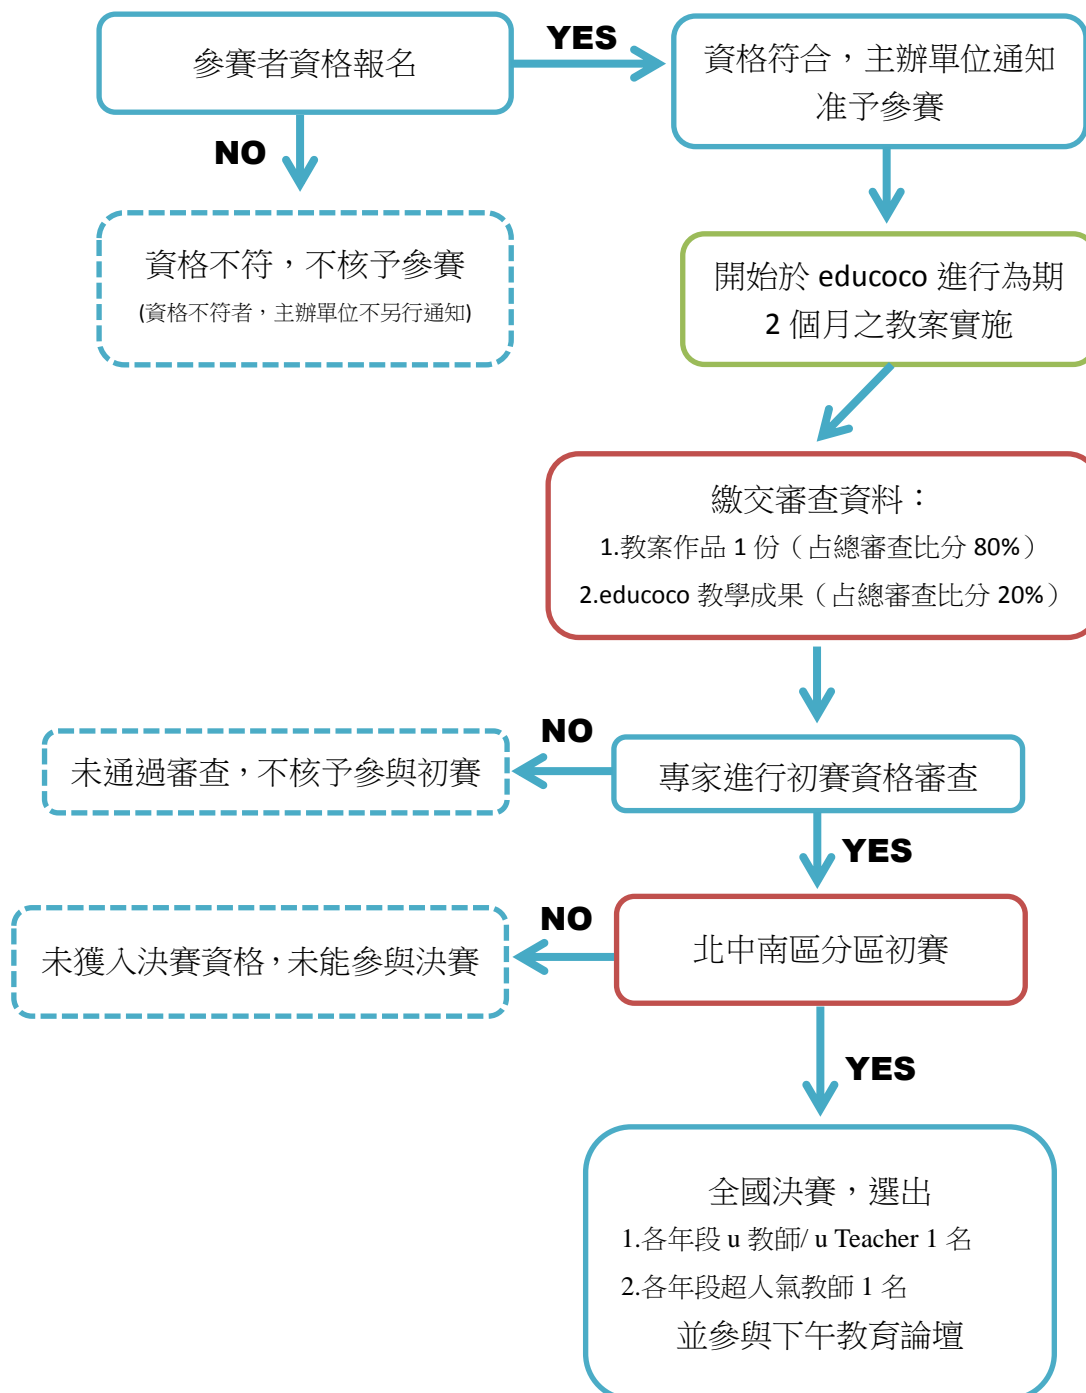 參賽者資格報名
YES
資格符合，主辦單位通知
准予參賽
NO
資格不符，不核予參賽
(資格不符者，主辦單位不另行通知)
開始於 educoco 進行為期
2 個月之教案實施
繳交審查資料：
1.教案作品 1 份（占總審查比分 80%）
2.educoco 教學成果（占總審查比分 20%）
NO
未通過審查，不核予參與初賽
專家進行初賽資格審查
YES
NO
未獲入決賽資格，未能參與決賽
北中南區分區初賽
YES
全國決賽，選出
1.各年段 u 教師/ u Teacher 1 名
2.各年段超人氣教師 1 名
並參與下午教育論壇